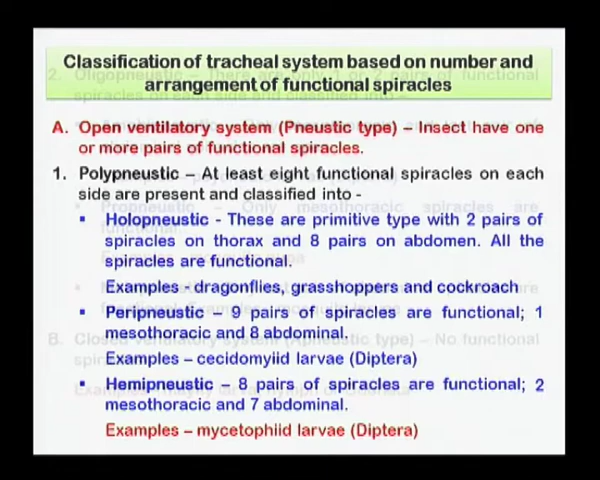 Classification of tracheal system based on number and
arrangement of functional spiracles
A. Open ventilatory system (Pneustic type) – Insect have one
or more pairs of functional spiracles.
1. Polypneustic – At least eight functional spiracles on each
side are present and classified into -
▪ Holopneustic - These are primitive type with 2 pairs of
spiracles on thorax and 8 pairs on abdomen. All the
spiracles are functional.
Examples - dragonflies, grasshoppers and cockroach
▪ Peripneustic – 9 pairs of spiracles are functional; 1
mesothoracic and 8 abdominal.
Examples – cecidomyiid larvae (Diptera)
▪ Hemipneustic – 8 pairs of spiracles are functional; 2
mesothoracic and 7 abdominal.
Examples – mycetophiid larvae (Diptera)